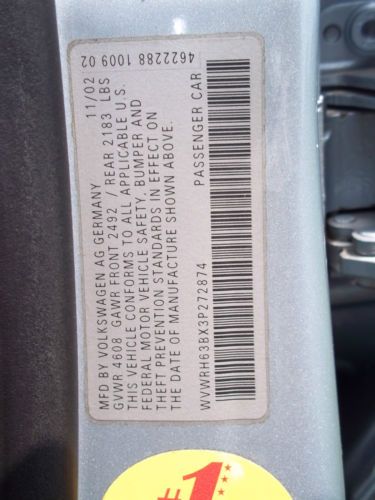 4622288 1009 02
MFD BY VOLKSWAGEN AG GERMANY 11/02
GVWR 4608 GAWR FRONT 2492 / REAR 2183 LBS
THIS VEHICLE CONFORMS TO ALL APPLICABLE U.S.
FEDERAL MOTOR VEHICLE SAFETY, BUMPER AND
THEFT PREVENTION STANDARDS IN EFFECT ON
THE DATE OF MANUFACTURE SHOWN ABOVE.
WVWRH63BX3P272874 PASSENGER CAR
#1